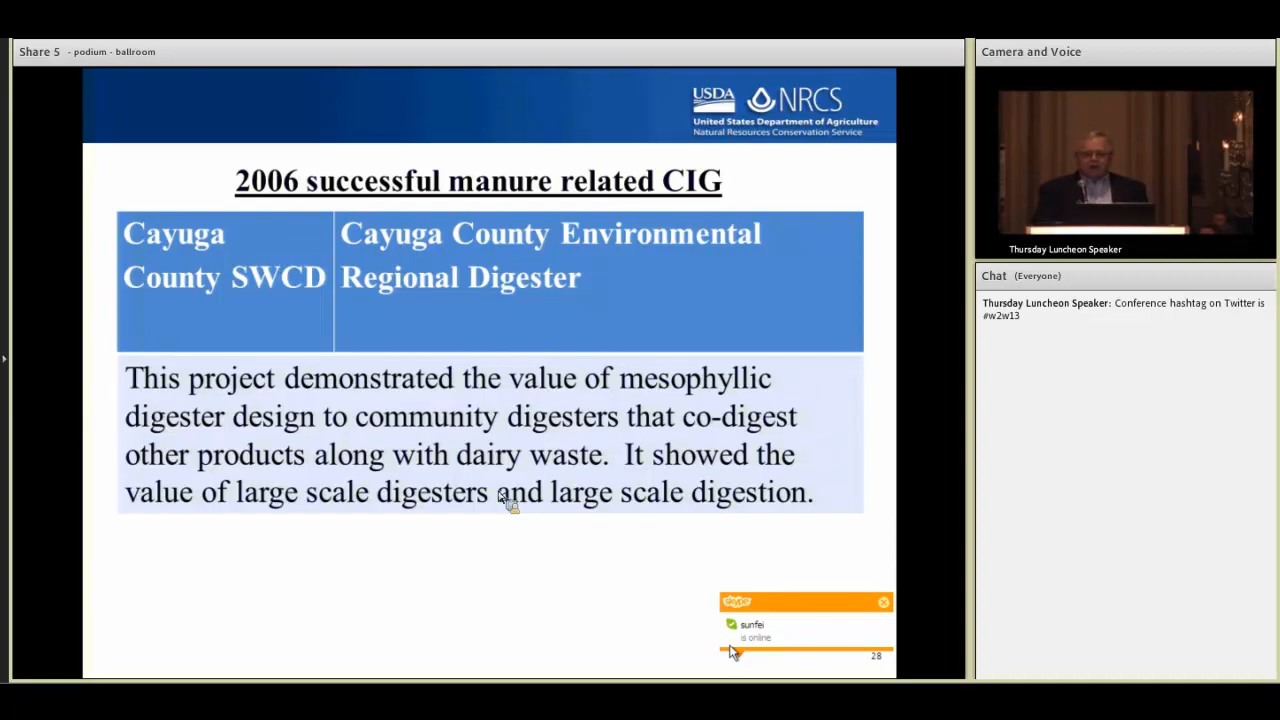 Share 5 - podium - ballroom
USDA NRCS
United States Department of Agriculture
Natural Resources Conservation Service
2006 successful manure related CIG
Cayuga
County SWCD
Cayuga County Environmental
Regional Digester
This project demonstrated the value of mesophyllic
digester design to community digesters that co-digest
other products along with dairy waste. It showed the
value of large scale digesters and large scale digestion.
skype
sunfei
is online
28
Camera and Voice
Thursday Luncheon Speaker
Chat (Everyone)
Thursday Luncheon Speaker: Conference hashtag on Twitter is
#w2w13